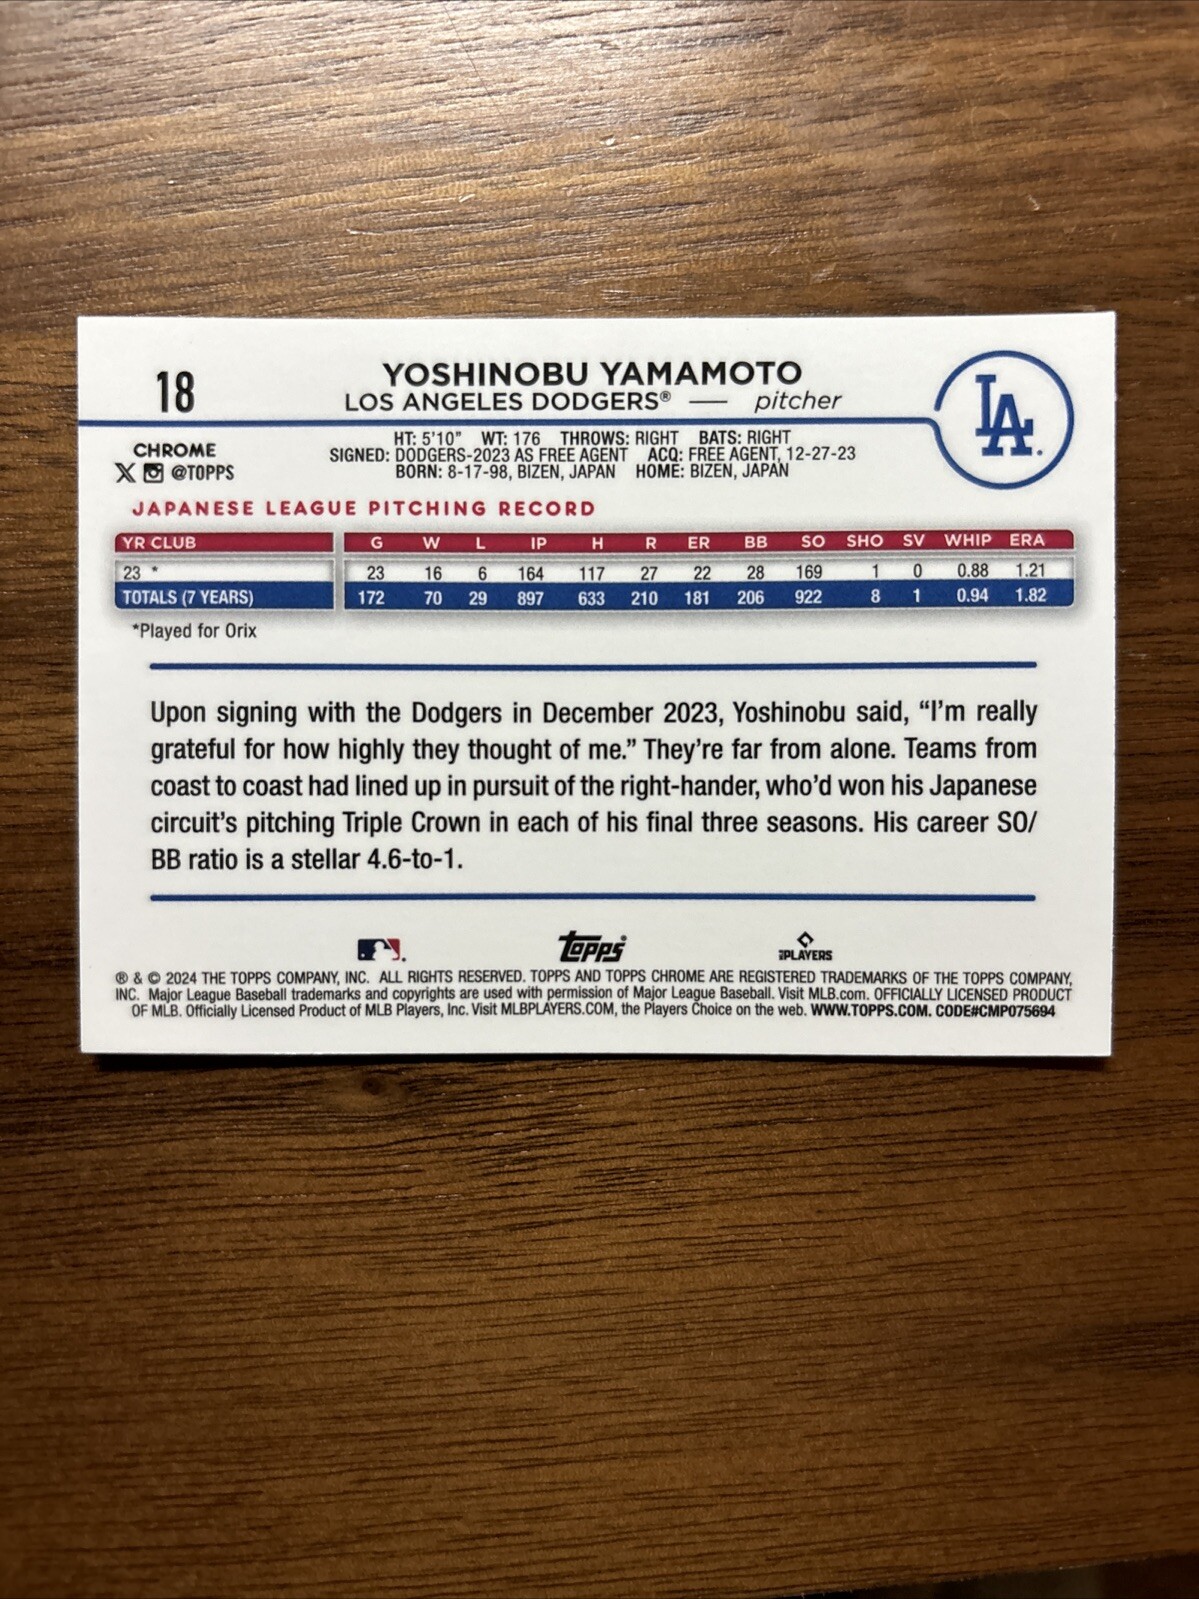 18
YOSHINOBU YAMAMOTO
LOS ANGELES DODGERS® — pitcher
LA
CHROME
X @TOPPS
HT: 5'10" WT: 176 THROWS: RIGHT BATS: RIGHT
SIGNED: DODGERS-2023 AS FREE AGENT ACQ: FREE AGENT, 12-27-23
BORN: 8-17-98, BIZEN, JAPAN HOME: BIZEN, JAPAN
JAPANESE LEAGUE PITCHING RECORD
YR CLUB G W L IP H R ER BB SO SHO SV WHIP ERA
23 * 23 16 6 164 117 27 22 28 169 1 0 0.88 1.21
TOTALS (7 YEARS) 172 70 29 897 633 210 181 206 922 8 1 0.94 1.82
*Played for Orix
Upon signing with the Dodgers in December 2023, Yoshinobu said, “I’m really
grateful for how highly they thought of me.” They’re far from alone. Teams from
coast to coast had lined up in pursuit of the right-hander, who’d won his Japanese
circuit’s pitching Triple Crown in each of his final three seasons. His career SO/
BB ratio is a stellar 4.6-to-1.
Topps® PLAYERS
® & © 2024 THE TOPPS COMPANY, INC. ALL RIGHTS RESERVED. TOPPS AND TOPPS CHROME ARE REGISTERED TRADEMARKS OF THE TOPPS COMPANY,
INC. Major League Baseball trademarks and copyrights are used with permission of Major League Baseball. Visit MLB.com. OFFICIALLY LICENSED PRODUCT
OF MLB. Officially Licensed Product of MLB Players, Inc. Visit MLBPLAYERS.COM, the Players Choice on the web. WWW.TOPPS.COM. CODE#CMP075694